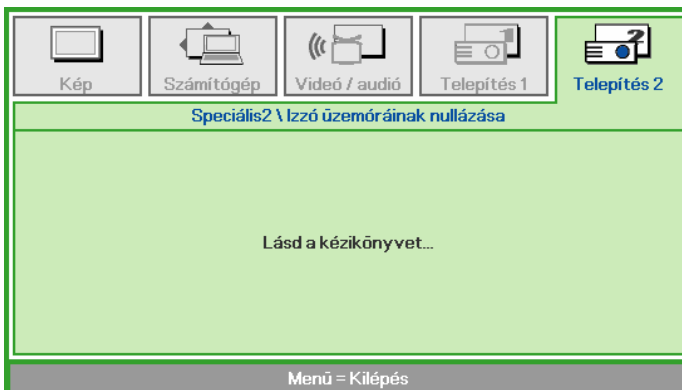 Kép
Számítógép
Videó / audió
Telepítés 1
Telepítés 2
Speciális2 \ Izzó üzemóráinak nullázása
Lásd a kézikönyvet...
Menü = Kilépés